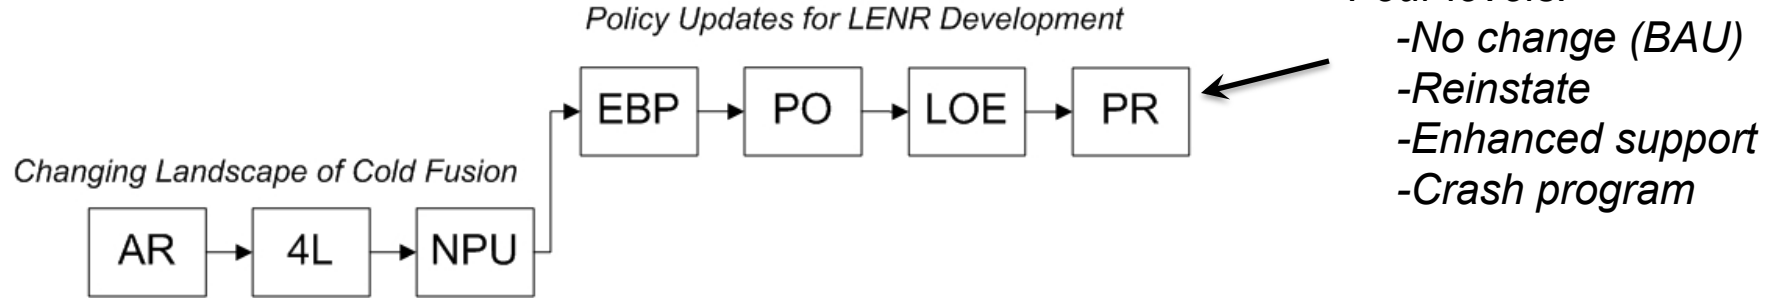 Policy Updates for LENR Development
-No change (BAU)
-Reinstate
-Enhanced support
-Crash program
EBP
PO
LOE
PR
Changing Landscape of Cold Fusion
AR
4L
NPU